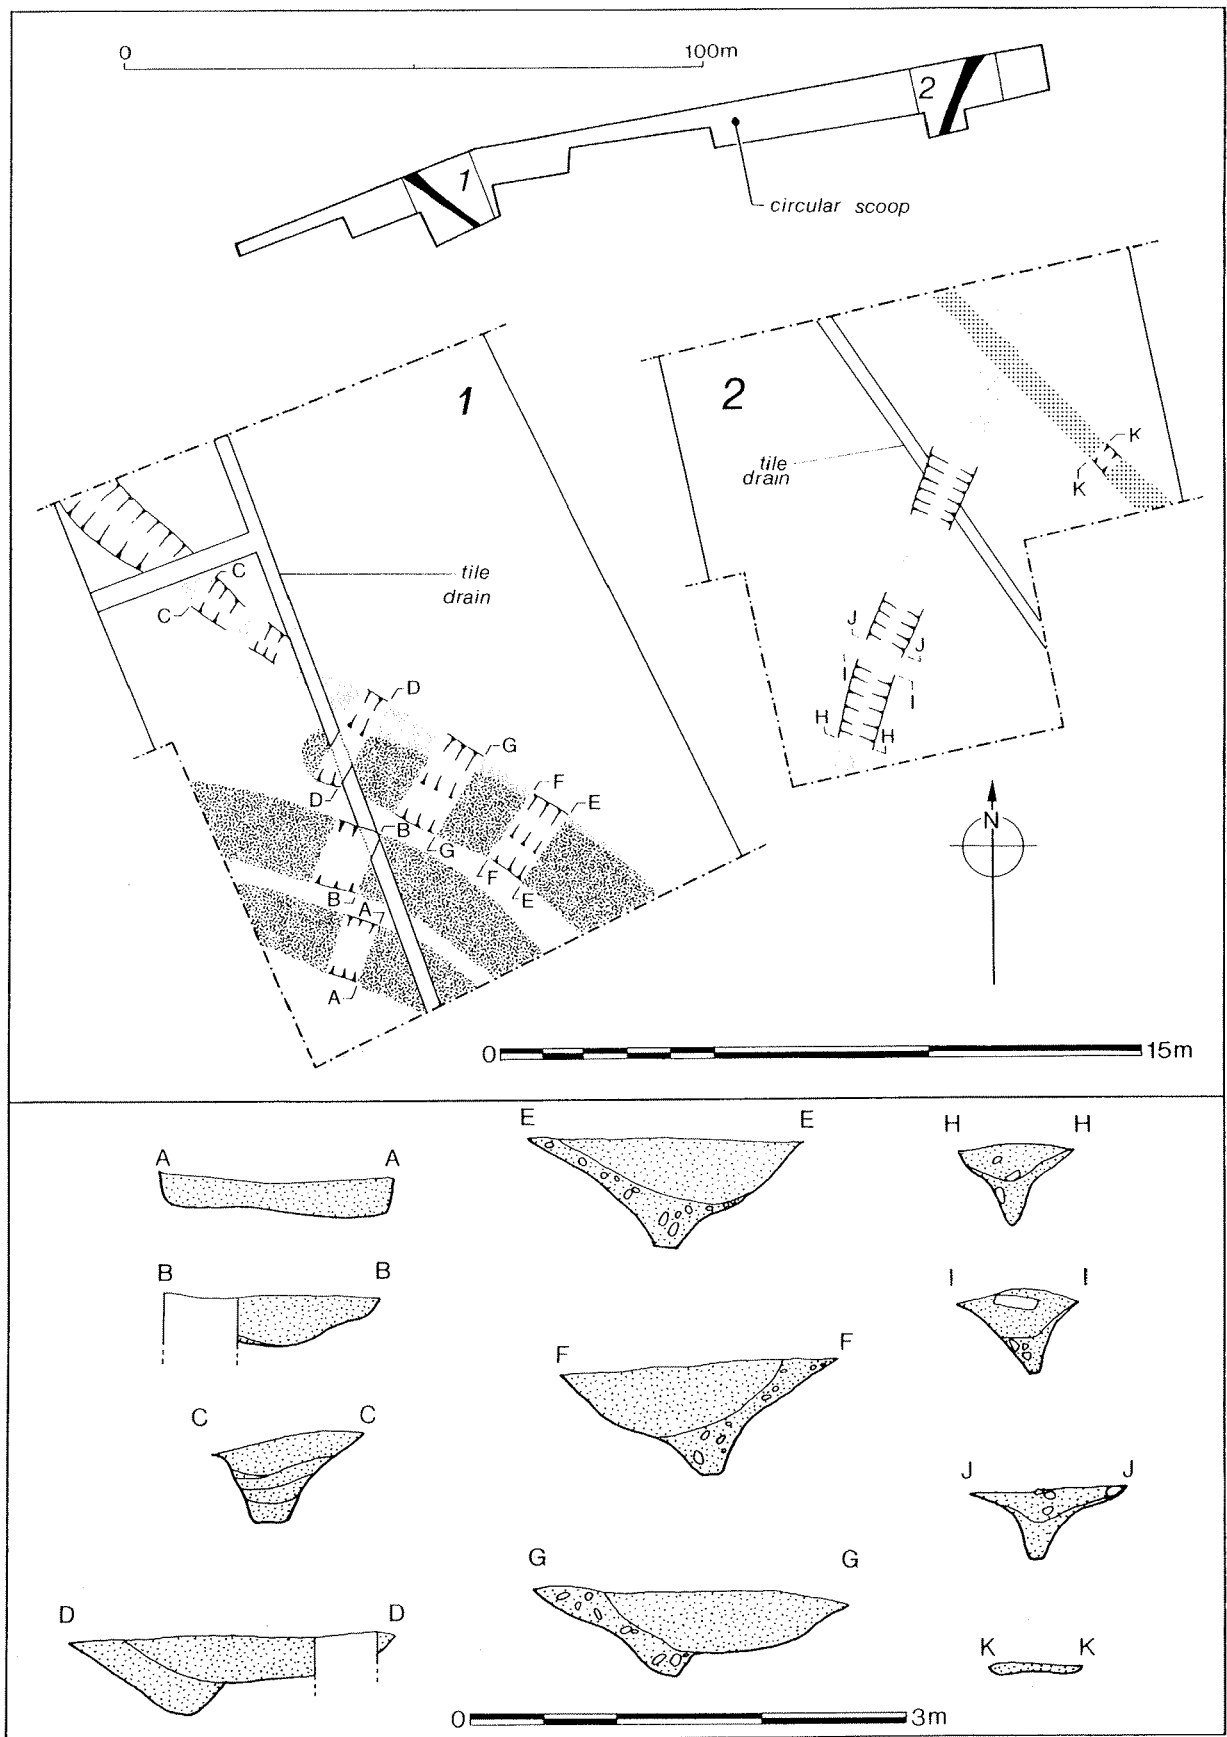 0 100m
2
1
circular scoop
1
2
tile
drain
K
K
tile
drain
C
C
J
J
I
I
H
H
D
G
F
E
D
B
G
F
E
B
A
A
N
0 15m
E E
H H
A A
B B
I I
F F
C C
J J
G G
D D
K K
0 3m